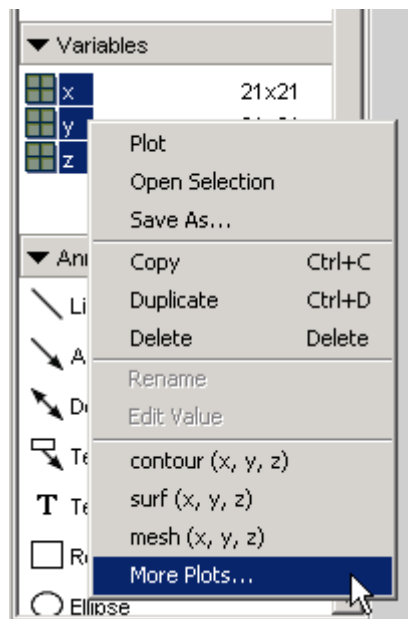 Variables
x 21x21
y
z
Plot
Open Selection
Save As...
Copy Ctrl+C
Duplicate Ctrl+D
Delete Delete
Rename
Edit Value
contour (x, y, z)
surf (x, y, z)
mesh (x, y, z)
More Plots...
T
Ellipse